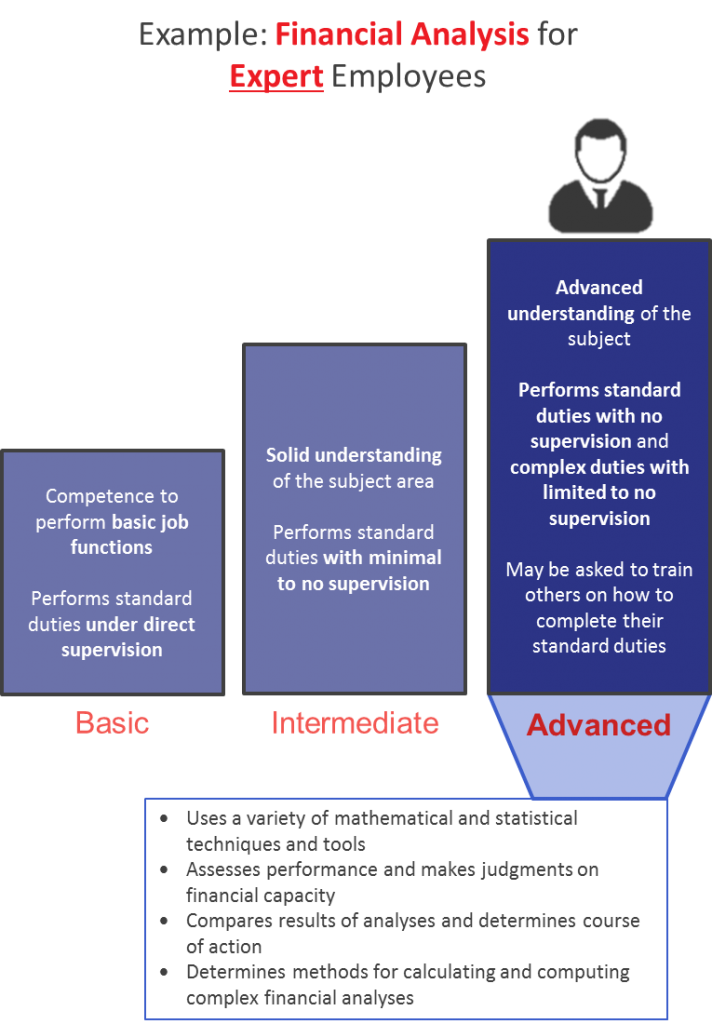 Example: Financial Analysis for
Expert Employees
Competence to
perform basic job
functions
Performs standard
duties under direct
supervision
Basic
Solid understanding
of the subject area
Performs standard
duties with minimal
to no supervision
Intermediate
Advanced
understanding of the
subject
Performs standard
duties with no
supervision and
complex duties with
limited to no
supervision
May be asked to train
others on how to
complete their
standard duties
Advanced
• Uses a variety of mathematical and statistical
techniques and tools
• Assesses performance and makes judgments on
financial capacity
• Compares results of analyses and determines course
of action
• Determines methods for calculating and computing
complex financial analyses